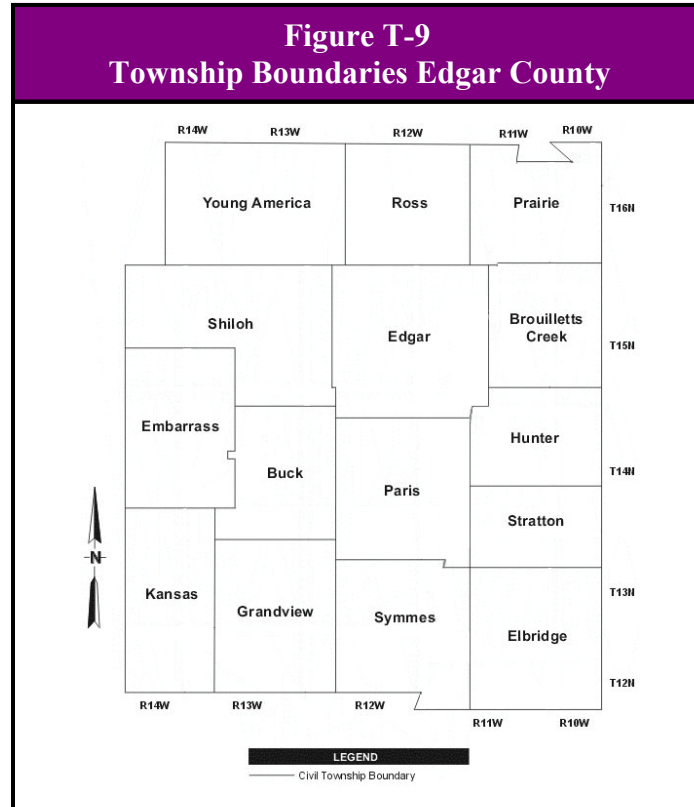 Figure T-9
Township Boundaries Edgar County
R14W R13W R12W R11W R10W
Young America Ross Prairie T16N
Shiloh Edgar Brouilletts
Creek T15N
Embarrass Hunter
Buck Paris T14N
Stratton
N
Kansas Grandview Symmes Elbridge T13N
T12N
R14W R13W R12W R11W R10W
LEGEND
Civil Township Boundary